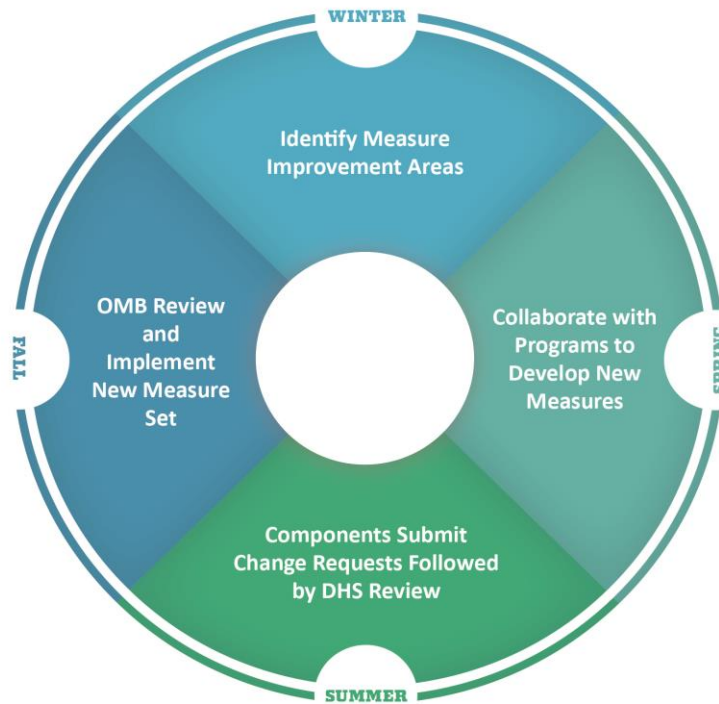 WINTER
Identify Measure
Improvement Areas
SPRING
Collaborate with
Programs to
Develop New
Measures
SUMMER
Components Submit
Change Requests Followed
by DHS Review
FALL
OMB Review
and
Implement
New Measure
Set